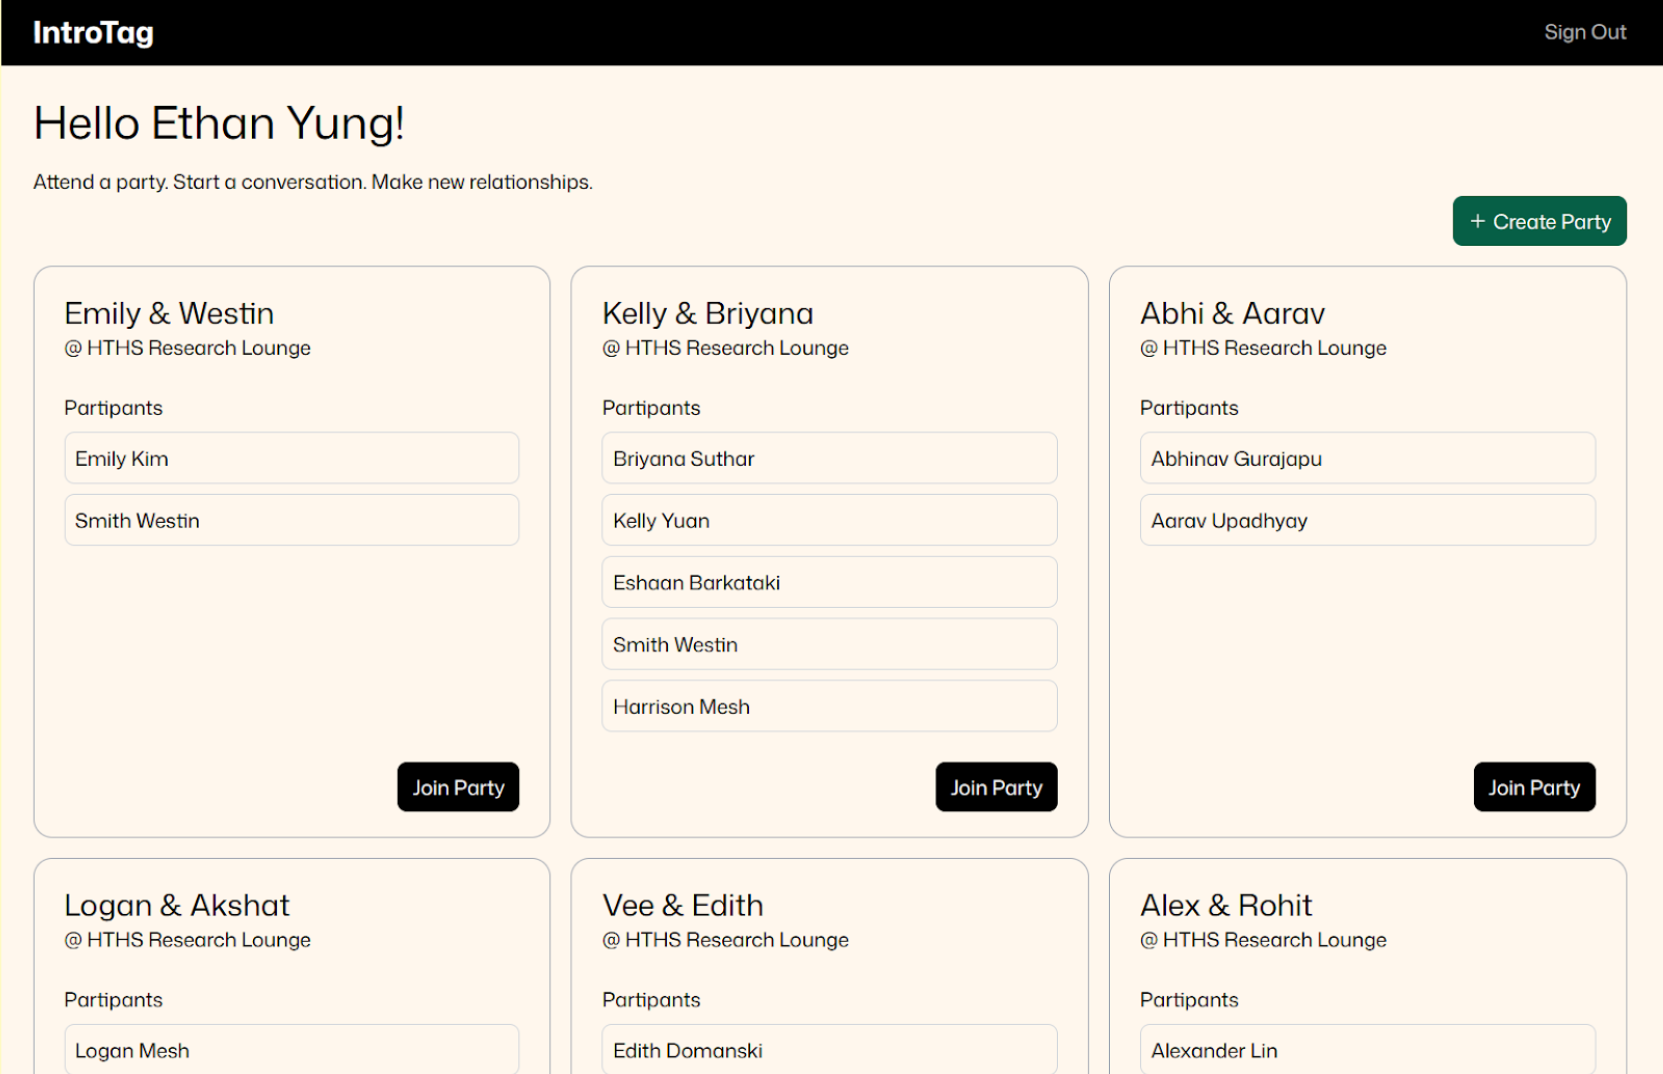 IntroTag
Sign Out
Hello Ethan Yung!
Attend a party. Start a conversation. Make new relationships.
+ Create Party
Emily & Westin
@ HTHS Research Lounge
Partipants
Emily Kim
Smith Westin
Join Party
Kelly & Briyana
@ HTHS Research Lounge
Partipants
Briyana Suthar
Kelly Yuan
Eshaan Barkataki
Smith Westin
Harrison Mesh
Join Party
Abhi & Aarav
@ HTHS Research Lounge
Partipants
Abhinav Gurajapu
Aarav Upadhyay
Join Party
Logan & Akshat
@ HTHS Research Lounge
Partipants
Logan Mesh
Vee & Edith
@ HTHS Research Lounge
Partipants
Edith Domanski
Alex & Rohit
@ HTHS Research Lounge
Partipants
Alexander Lin